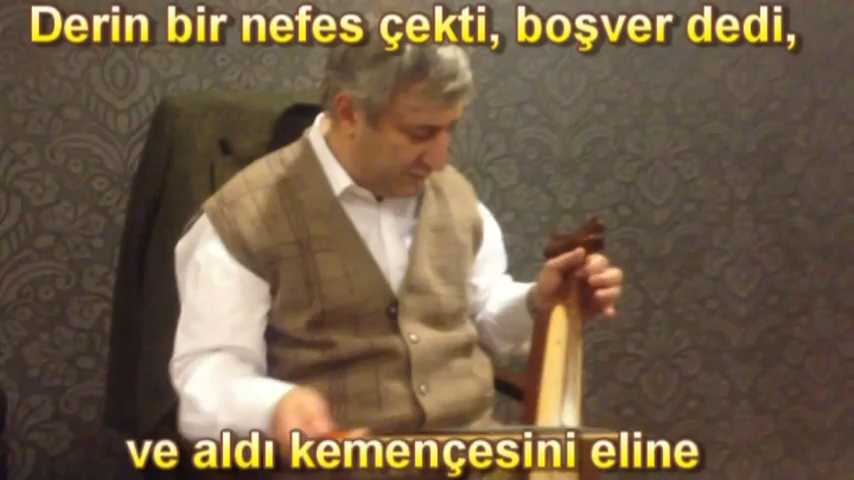 Derin bir nefes çekti, boşver dedi,
ve aldı kemençesini eline